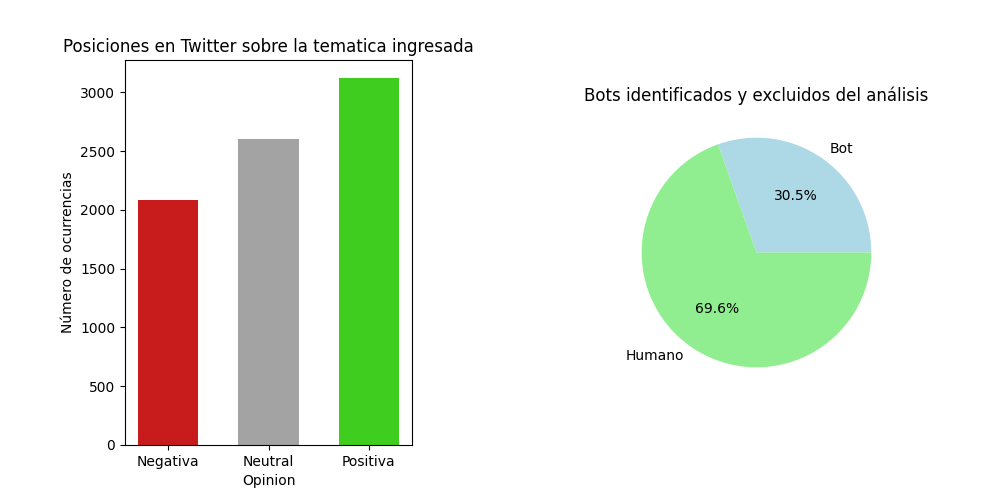 Posiciones en Twitter sobre la tematica ingresada
3000
2500
2000
1500
1000
500
0
Número de ocurrencias
Negativa
Neutral
Positiva
Opinion
Bots identificados y excluidos del análisis
Bot
30.5%
69.6%
Humano